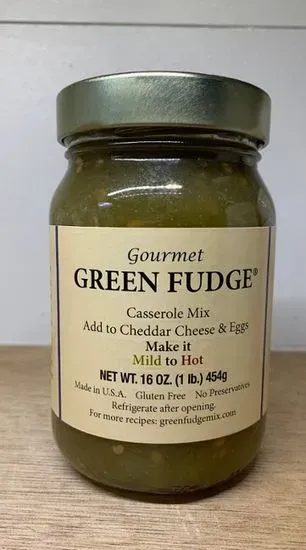 Gourmet
GREEN FUDGE®
Casserole Mix
Add to Cheddar Cheese & Eggs
Make it
Mild to Hot
NET WT. 16 OZ. (1 lb.) 454g
Made in U.S.A. Gluten Free No Preservatives
Refrigerate after opening.
For more recipes: greenfudgemix.com